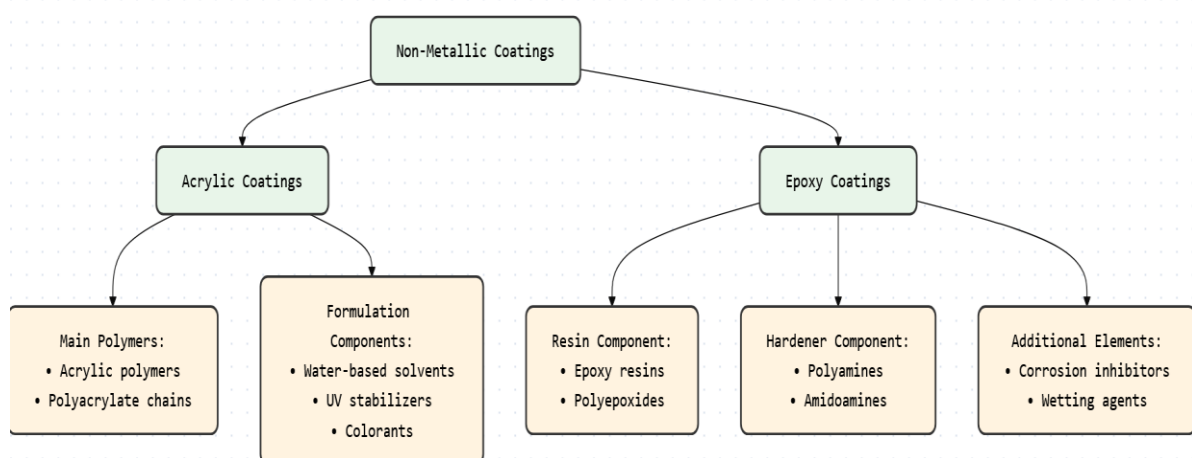 Non-Metallic Coatings
Acrylic Coatings
Epoxy Coatings
Main Polymers:
• Acrylic polymers
• Polyacrylate chains
Formulation
Components:
• Water-based solvents
• UV stabilizers
• Colorants
Resin Component:
• Epoxy resins
• Polyepoxides
Hardener Component:
• Polyamines
• Amidoamines
Additional Elements:
• Corrosion inhibitors
• Wetting agents